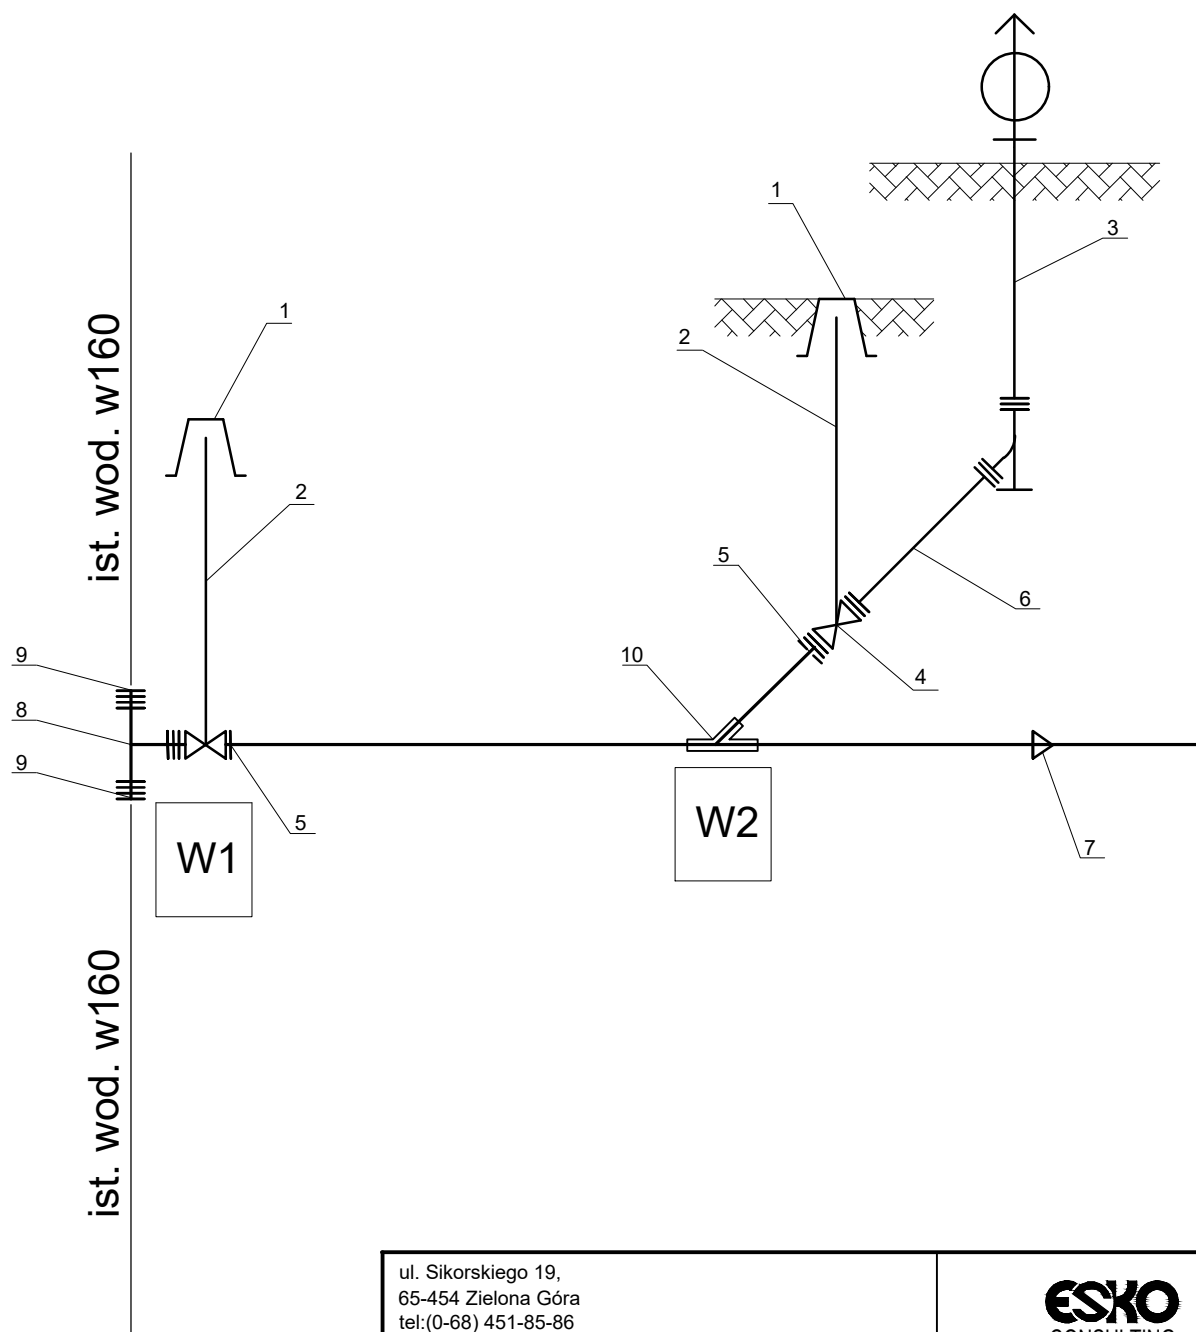 1
3
1
2
ist. wod. w160
2
5
6
9
10
4
8
9
5
W1
W2
7
ist. wod. w160
ul. Sikorskiego 19,
65-454 Zielona Góra
tel:(0-68) 451-85-86
ESKO
CONSULTING